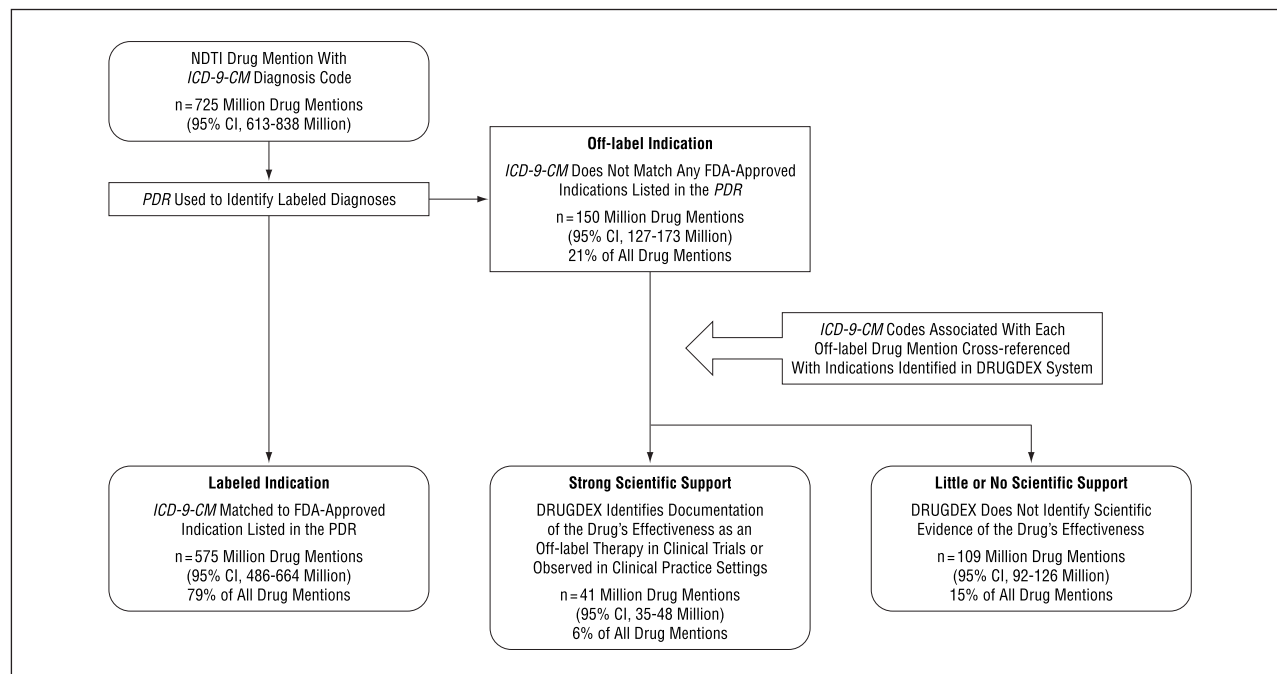 NDTI Drug Mention With
ICD-9-CM Diagnosis Code
n=725 Million Drug Mentions
(95% CI, 613-838 Million)
PDR Used to Identify Labeled Diagnoses
Off-label Indication
ICD-9-CM Does Not Match Any FDA-Approved
Indications Listed in the PDR
n=150 Million Drug Mentions
(95% CI, 127-173 Million)
21% of All Drug Mentions
ICD-9-CM Codes Associated With Each
Off-label Drug Mention Cross-referenced
With Indications Identified in DRUGDEX System
Labeled Indication
ICD-9-CM Matched to FDA-Approved
Indication Listed in the PDR
n=575 Million Drug Mentions
(95% CI, 486-664 Million)
79% of All Drug Mentions
Strong Scientific Support
DRUGDEX Identifies Documentation
of the Drug's Effectiveness as an
Off-label Therapy in Clinical Trials or
Observed in Clinical Practice Settings
n=41 Million Drug Mentions
(95% CI, 35-48 Million)
6% of All Drug Mentions
Little or No Scientific Support
DRUGDEX Does Not Identify Scientific
Evidence of the Drug's Effectiveness
n=109 Million Drug Mentions
(95% CI, 92-126 Million)
15% of All Drug Mentions